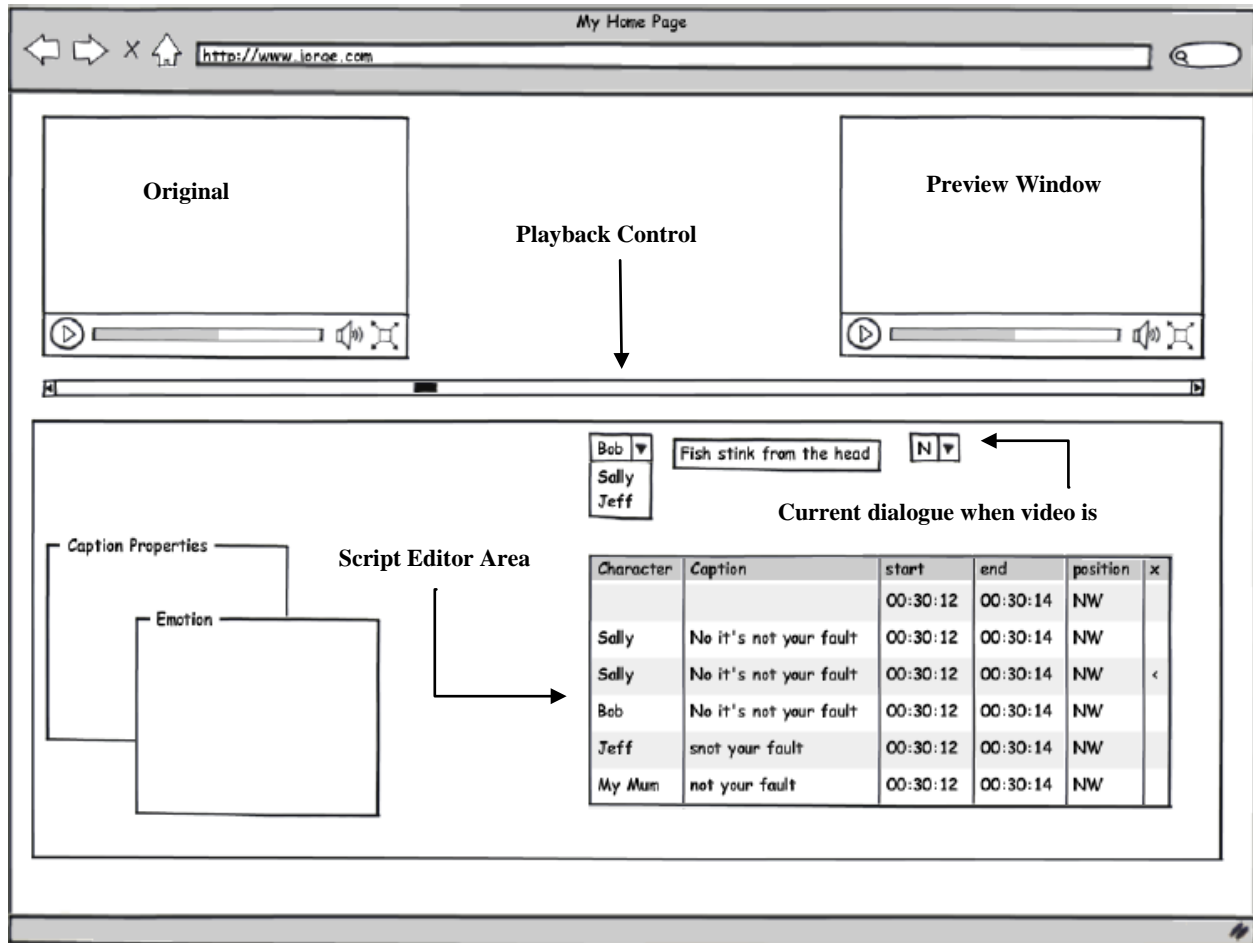 My Home Page
http://www.jorge.com
Original
Preview Window
Playback Control
Bob
Fish stink from the head
N
Sally
Jeff
Current dialogue when video is
Caption Properties
Script Editor Area
Emotion
Character Caption start end position x
00:30:12 00:30:14 NW
Sally No it's not your fault 00:30:12 00:30:14 NW
Sally No it's not your fault 00:30:12 00:30:14 NW <
Bob No it's not your fault 00:30:12 00:30:14 NW
Jeff snot your fault 00:30:12 00:30:14 NW
My Mum not your fault 00:30:12 00:30:14 NW